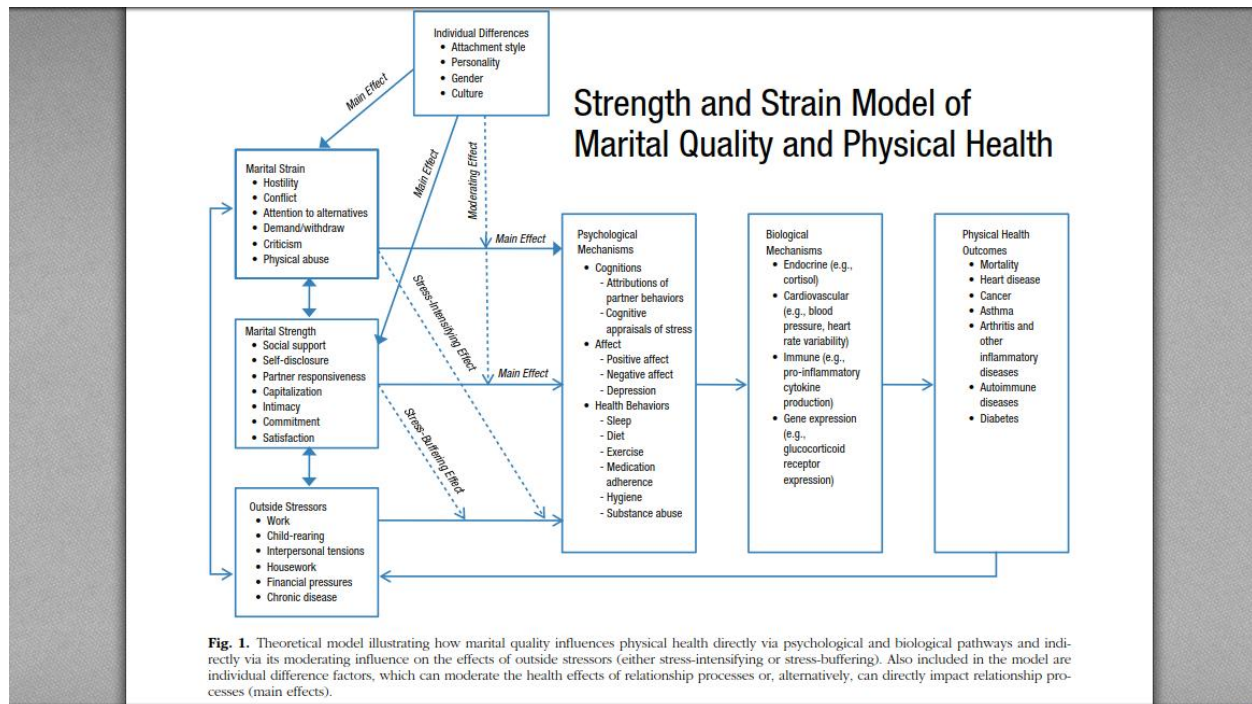 Individual Differences
• Attachment style
• Personality
• Gender
• Culture
Strength and Strain Model of
Marital Quality and Physical Health
Main Effect
Main Effect
Moderating Effect
Marital Strain
• Hostility
• Conflict
• Attention to alternatives
• Demand/withdraw
• Criticism
• Physical abuse
Main Effect
Stress-Intensifying Effect
Marital Strength
• Social support
• Self-disclosure
• Partner responsiveness
• Capitalization
• Intimacy
• Commitment
• Satisfaction
Main Effect
Stress-Buffering Effect
Outside Stressors
• Work
• Child-rearing
• Interpersonal tensions
• Housework
• Financial pressures
• Chronic disease
Psychological
Mechanisms
• Cognitions
- Attributions of
partner behaviors
- Cognitive
appraisals of stress
• Affect
- Positive affect
- Negative affect
- Depression
• Health Behaviors
- Sleep
- Diet
- Exercise
- Medication
adherence
- Hygiene
- Substance abuse
Biological
Mechanisms
• Endocrine (e.g.,
cortisol)
• Cardiovascular
(e.g., blood
pressure, heart
rate variability)
• Immune (e.g.,
pro-inflammatory
cytokine
production)
• Gene expression
(e.g.,
glucocorticoid
receptor
expression)
Physical Health
Outcomes
• Mortality
• Heart disease
• Cancer
• Asthma
• Arthritis and
other
inflammatory
diseases
• Autoimmune
diseases
• Diabetes
Fig. 1. Theoretical model illustrating how marital quality influences physical health directly via psychological and biological pathways and indi-
rectly via its moderating influence on the effects of outside stressors (either stress-intensifying or stress-buffering). Also included in the model are
individual difference factors, which can moderate the health effects of relationship processes or, alternatively, can directly impact relationship pro-
cesses (main effects).